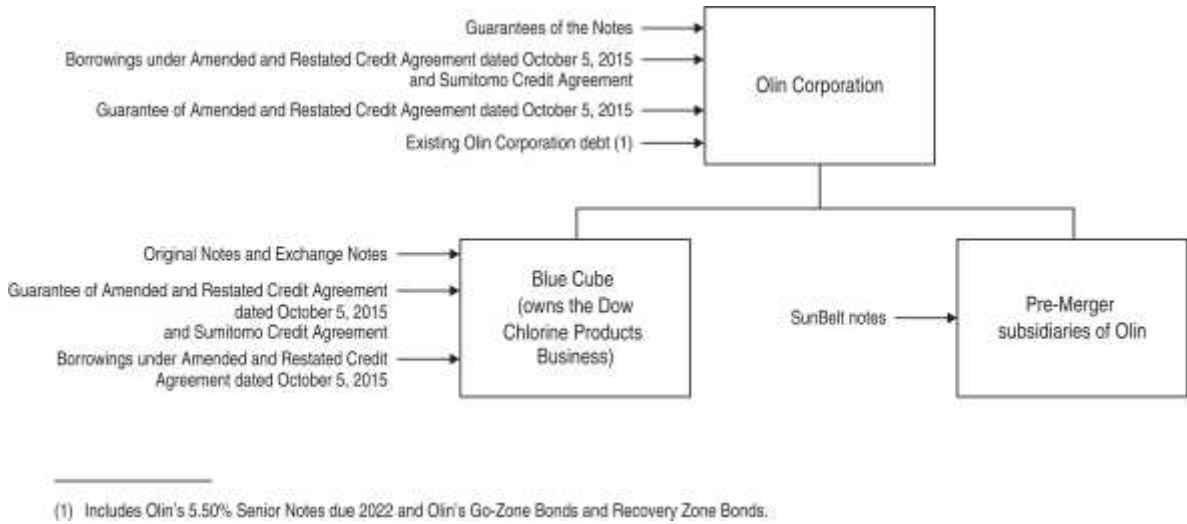 Guarantees of the Notes
Borrowings under Amended and Restated Credit Agreement dated October 5, 2015
and Sumitomo Credit Agreement
Guarantee of Amended and Restated Credit Agreement dated October 5, 2015
Existing Olin Corporation debt (1)
Olin Corporation
Original Notes and Exchange Notes
Guarantee of Amended and Restated Credit Agreement
dated October 5, 2015
and Sumitomo Credit Agreement
Borrowings under Amended and Restated Credit
Agreement dated October 5, 2015
Blue Cube
(owns the Dow
Chlorine Products
Business)
SunBelt notes
Pre-Merger
subsidiaries of Olin
(1) Includes Olin's 5.50% Senior Notes due 2022 and Olin's Go-Zone Bonds and Recovery Zone Bonds.